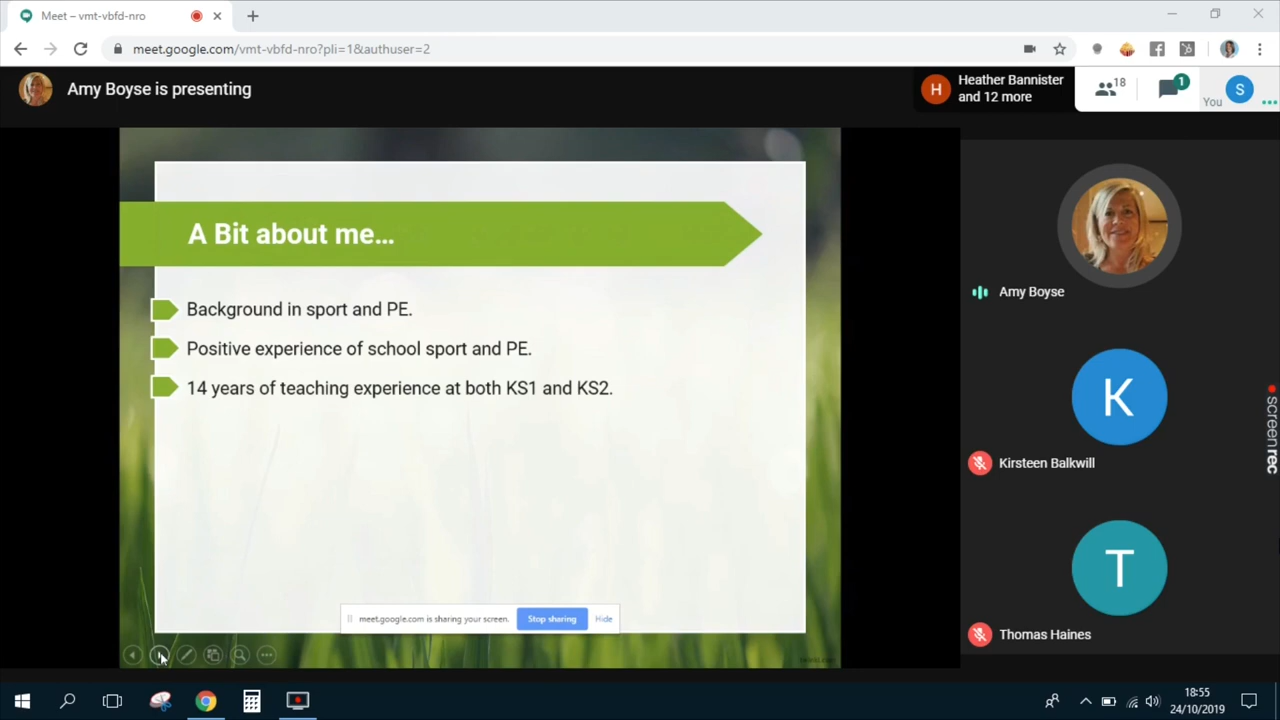 Meet – vmt-vbfd-nro
meet.google.com/vmt-vbfd-nro?pli=1&authuser=2
Amy Boyse is presenting
H
Heather Bannister
and 12 more
18
1
You
S
A Bit about me...
Background in sport and PE.
Positive experience of school sport and PE.
14 years of teaching experience at both KS1 and KS2.
meet.google.com is sharing your screen.
Stop sharing
Hide
Amy Boyse
K
Kirsteen Balkwill
T
Thomas Haines
screenrec
18:55
24/10/2019